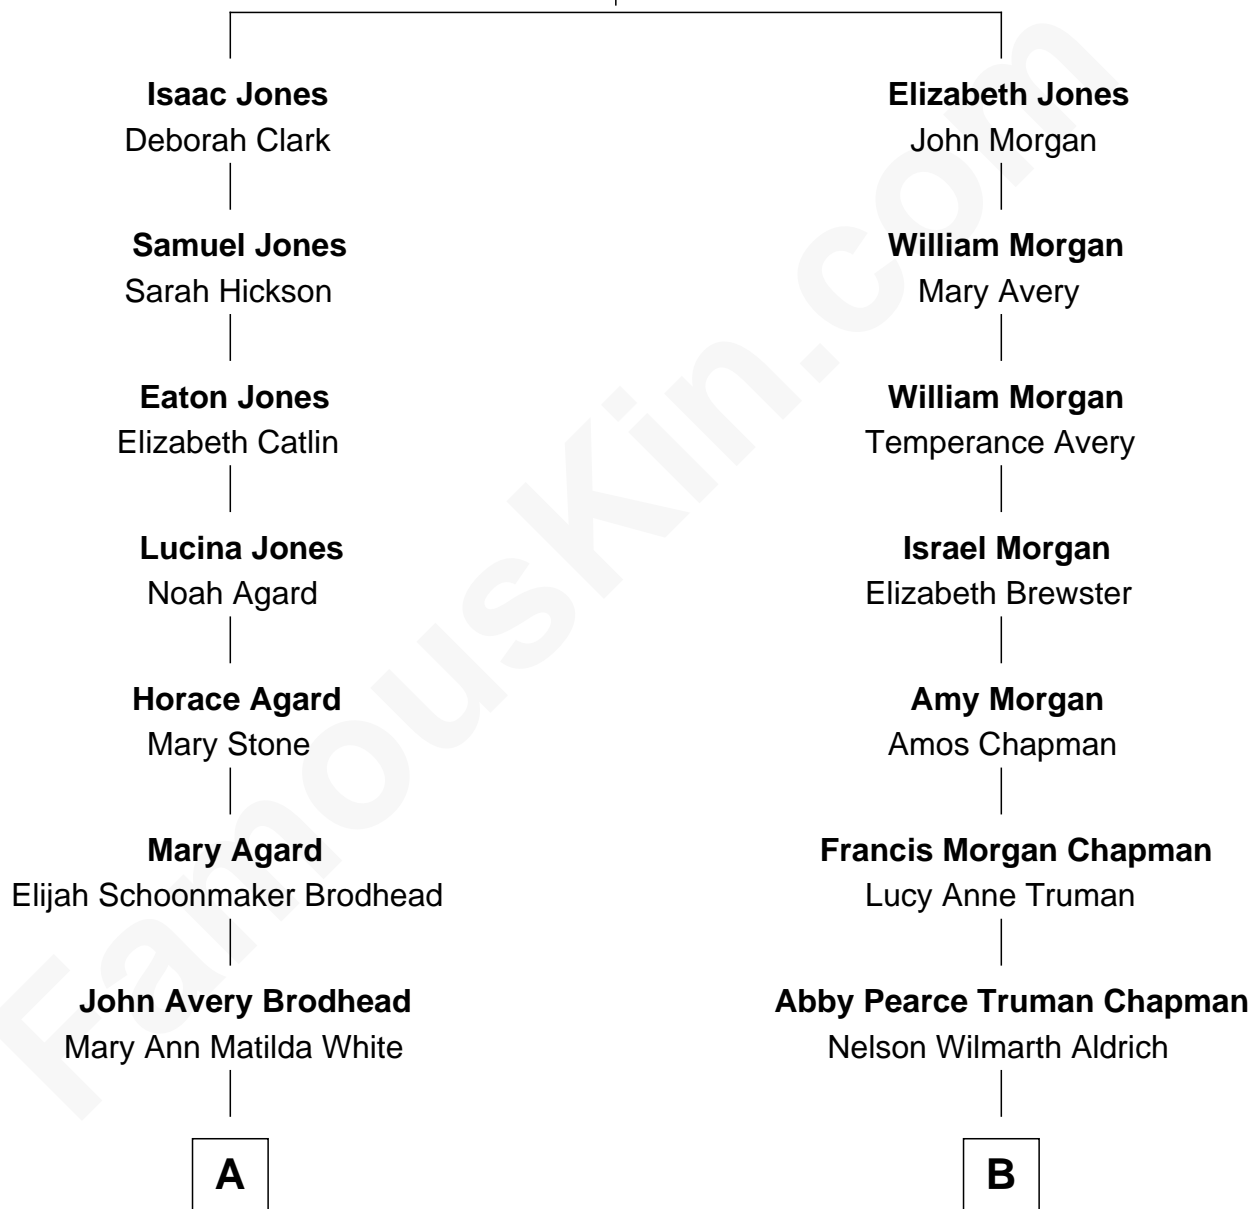 Isaac Jones
Deborah Clark
Samuel Jones
Sarah Hickson
Eaton Jones
Elizabeth Catlin
Lucina Jones
Noah Agard
Horace Agard
Mary Stone
Mary Agard
Elijah Schoonmaker Brodhead
John Avery Brodhead
Mary Ann Matilda White
A
Elizabeth Jones
John Morgan
William Morgan
Mary Avery
William Morgan
Temperance Avery
Israel Morgan
Elizabeth Brewster
Amy Morgan
Amos Chapman
Francis Morgan Chapman
Lucy Anne Truman
Abby Pearce Truman Chapman
Nelson Wilmarth Aldrich
B
FamousKin.com